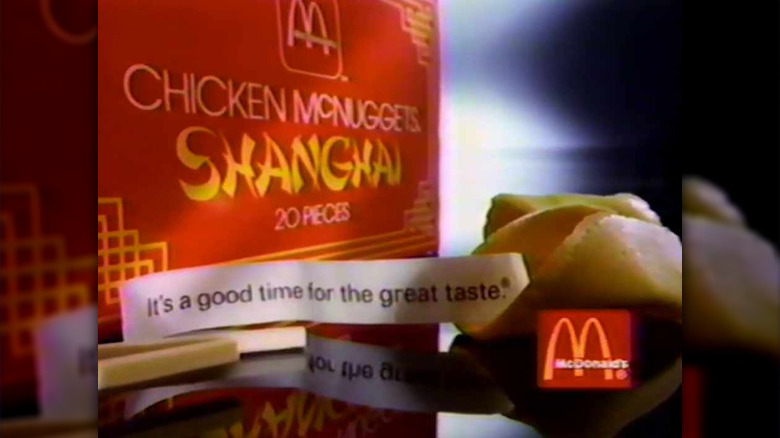 CHICKEN McNUGGETS®
SHANGHAI
20 PIECES
It's a good time for the great taste.®
McDonald's